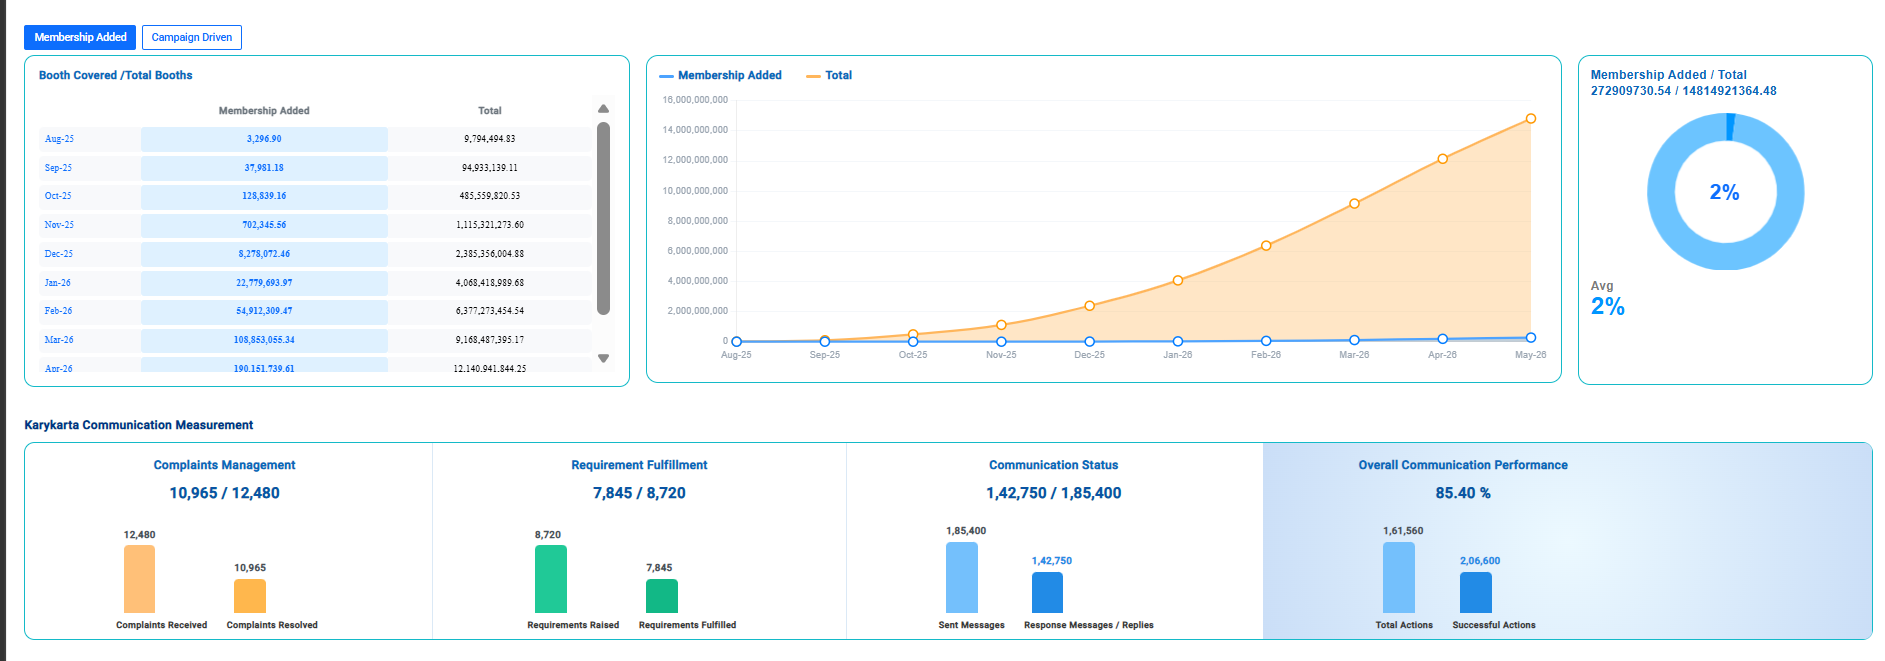 Membership Added
Campaign Driven
Booth Covered /Total Booths
Membership Added Total
Aug-25 3,296.90 9,794,494.83
Sep-25 37,981.18 94,933,139.11
Oct-25 128,839.16 485,559,820.53
Nov-25 702,345.56 1,115,321,273.60
Dec-25 8,278,072.46 2,385,356,004.88
Jan-26 22,779,693.97 4,068,418,989.68
Feb-26 54,912,309.47 6,377,273,454.54
Mar-26 108,853,055.34 9,168,487,395.17
Apr-26 190,151,739.61 12,140,941,844.25
Membership Added Total
16,000,000,000
14,000,000,000
12,000,000,000
10,000,000,000
8,000,000,000
6,000,000,000
4,000,000,000
2,000,000,000
0
Aug-25 Sep-25 Oct-25 Nov-25 Dec-25 Jan-26 Feb-26 Mar-26 Apr-26 May-26
Membership Added / Total
272909730.54 / 14814921364.48
2%
Avg
2%
Karykarta Communication Measurement
Complaints Management
10,965 / 12,480
12,480
10,965
Complaints Received Complaints Resolved
Requirement Fulfillment
7,845 / 8,720
8,720
7,845
Requirements Raised Requirements Fulfilled
Communication Status
1,42,750 / 1,85,400
1,85,400
1,42,750
Sent Messages Response Messages / Replies
Overall Communication Performance
85.40 %
1,61,560
2,06,600
Total Actions Successful Actions